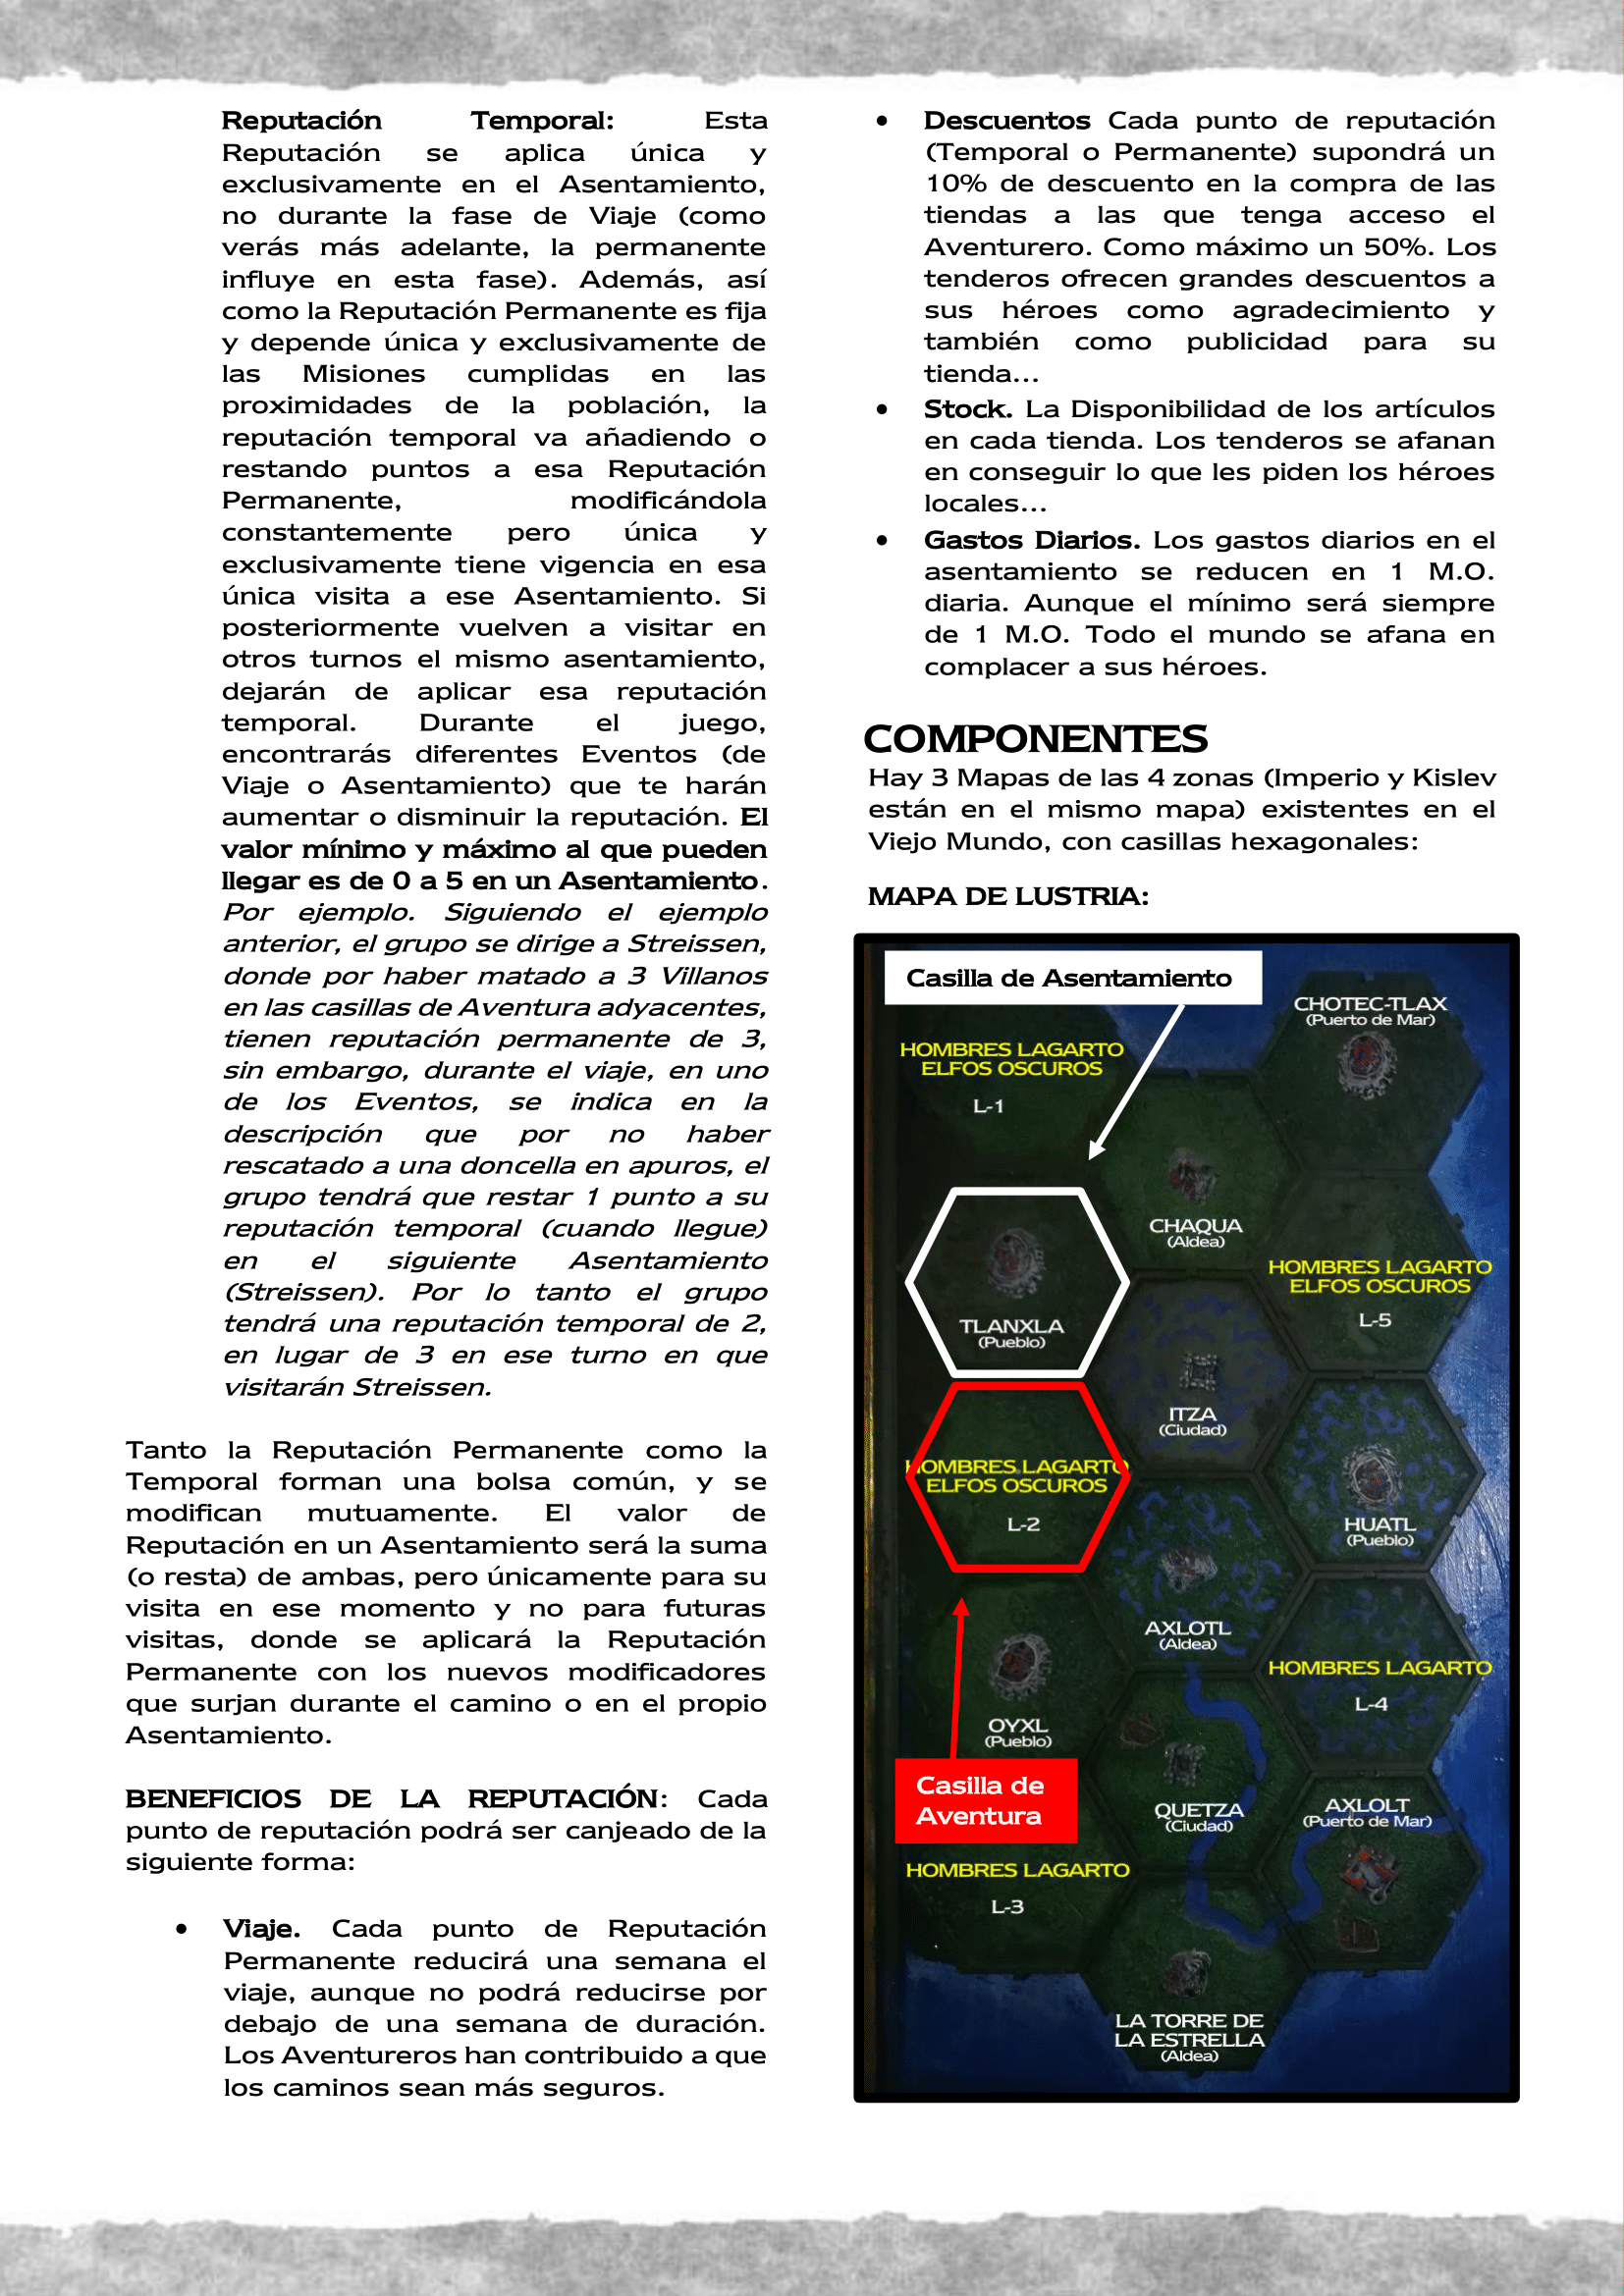 Reputación Temporal: Esta
Reputación se aplica única y
exclusivamente en el Asentamiento,
no durante la fase de Viaje (como
verás más adelante, la permanente
influye en esta fase). Además, así
como la Reputación Permanente es fija
y depende única y exclusivamente de
las Misiones cumplidas en las
proximidades de la población, la
reputación temporal va añadiendo o
restando puntos a esa Reputación
Permanente, modificándola
constantemente pero única y
exclusivamente tiene vigencia en esa
única visita a ese Asentamiento. Si
posteriormente vuelven a visitar en
otros turnos el mismo asentamiento,
dejarán de aplicar esa reputación
temporal. Durante el juego,
encontrarás diferentes Eventos (de
Viaje o Asentamiento) que te harán
aumentar o disminuir la reputación. El
valor mínimo y máximo al que pueden
llegar es de 0 a 5 en un Asentamiento.
Por ejemplo. Siguiendo el ejemplo
anterior, el grupo se dirige a Streissen,
donde por haber matado a 3 Villanos
en las casillas de Aventura adyacentes,
tienen reputación permanente de 3,
sin embargo, durante el viaje, en uno
de los Eventos, se indica en la
descripción que por no haber
rescatado a una doncella en apuros, el
grupo tendrá que restar 1 punto a su
reputación temporal (cuando llegue)
en el siguiente Asentamiento
(Streissen). Por lo tanto el grupo
tendrá una reputación temporal de 2,
en lugar de 3 en ese turno en que
visitarán Streissen.
Tanto la Reputación Permanente como la
Temporal forman una bolsa común, y se
modifican mutuamente. El valor de
Reputación en un Asentamiento será la suma
(o resta) de ambas, pero únicamente para su
visita en ese momento y no para futuras
visitas, donde se aplicará la Reputación
Permanente con los nuevos modificadores
que surjan durante el camino o en el propio
Asentamiento.
BENEFICIOS DE LA REPUTACIÓN: Cada
punto de reputación podrá ser canjeado de la
siguiente forma:
• Viaje. Cada punto de Reputación
Permanente reducirá una semana el
viaje, aunque no podrá reducirse por
debajo de una semana de duración.
Los Aventureros han contribuido a que
los caminos sean más seguros.
• Descuentos Cada punto de reputación
(Temporal o Permanente) supondrá un
10% de descuento en la compra de las
tiendas a las que tenga acceso el
Aventurero. Como máximo un 50%. Los
tenderos ofrecen grandes descuentos a
sus héroes como agradecimiento y
también como publicidad para su
tienda...
• Stock. La Disponibilidad de los artículos
en cada tienda. Los tenderos se afanan
en conseguir lo que les piden los héroes
locales...
• Gastos Diarios. Los gastos diarios en el
asentamiento se reducen en 1 M.O.
diaria. Aunque el mínimo será siempre
de 1 M.O. Todo el mundo se afana en
complacer a sus héroes.
COMPONENTES
Hay 3 Mapas de las 4 zonas (Imperio y Kislev
están en el mismo mapa) existentes en el
Viejo Mundo, con casillas hexagonales:
MAPA DE LUSTRIA:
Casilla de Asentamiento
CHOTEC-TLAX
(Puerto de Mar)
HOMBRES LAGARTO
ELFOS OSCUROS
L-1
CHAQUA
(Aldea)
HOMBRES LAGARTO
ELFOS OSCUROS
L-5
TLANXLA
(Pueblo)
ITZA
(Ciudad)
HOMBRES LAGARTO
ELFOS OSCUROS
L-2
HUATL
(Pueblo)
AXLOTL
(Aldea)
HOMBRES LAGARTO
L-4
OYXL
(Pueblo)
Casilla de
Aventura
QUETZA
(Ciudad)
AXLOLT
(Puerto de Mar)
HOMBRES LAGARTO
L-3
LA TORRE DE
LA ESTRELLA
(Aldea)